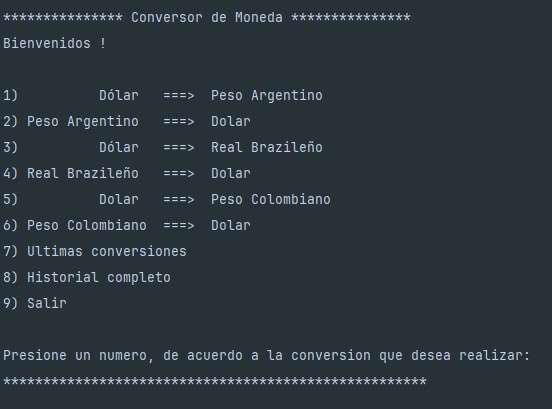 *************** Conversor de Moneda ***************
Bienvenidos !
1)          Dólar   ===>  Peso Argentino
2) Peso Argentino   ===>  Dolar
3)          Dólar   ===>  Real Brazileño
4) Real Brazileño   ===>  Dolar
5)          Dolar   ===>  Peso Colombiano
6) Peso Colombiano  ===>  Dolar
7) Ultimas conversiones
8) Historial completo
9) Salir
Presione un numero, de acuerdo a la conversion que desea realizar:
*****************************************************